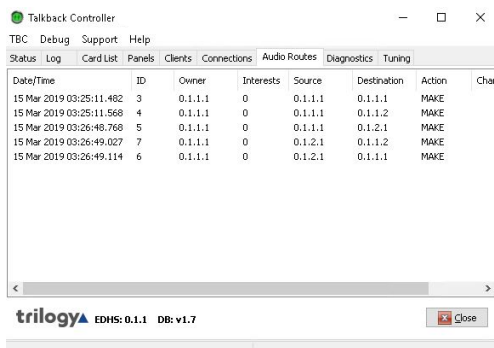 Talkback Controller
TBC Debug Support Help
Status Log Card List Panels Clients Connections Audio Routes Diagnostics Tuning
Date/Time ID Owner Interests Source Destination Action Chan
15 Mar 2019 03:25:11.482 3 0.1.1.1 0 0.1.1.1 0.1.1.1 MAKE
15 Mar 2019 03:25:11.568 4 0.1.1.1 0 0.1.1.1 0.1.1.2 MAKE
15 Mar 2019 03:26:48.768 5 0.1.1.1 0 0.1.1.1 0.1.2.1 MAKE
15 Mar 2019 03:26:49.027 7 0.1.1.1 0 0.1.2.1 0.1.1.2 MAKE
15 Mar 2019 03:26:49.114 6 0.1.1.1 0 0.1.2.1 0.1.1.1 MAKE
trilogy EDHS: 0.1.1 DB: v1.7 Close